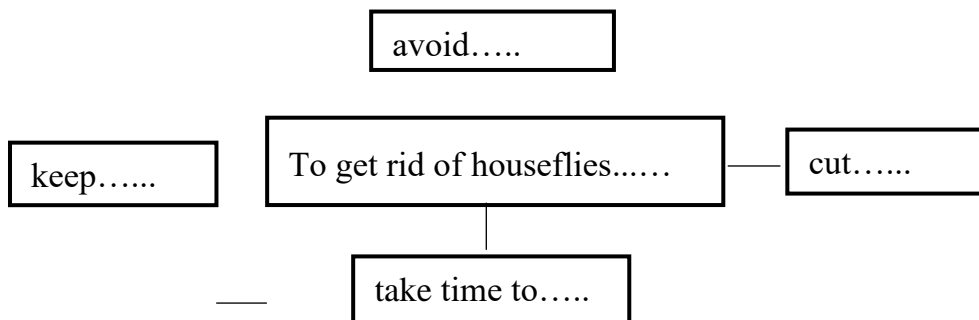 avoid…..
To get rid of houseflies...…
keep…...
cut…...
take time to…..